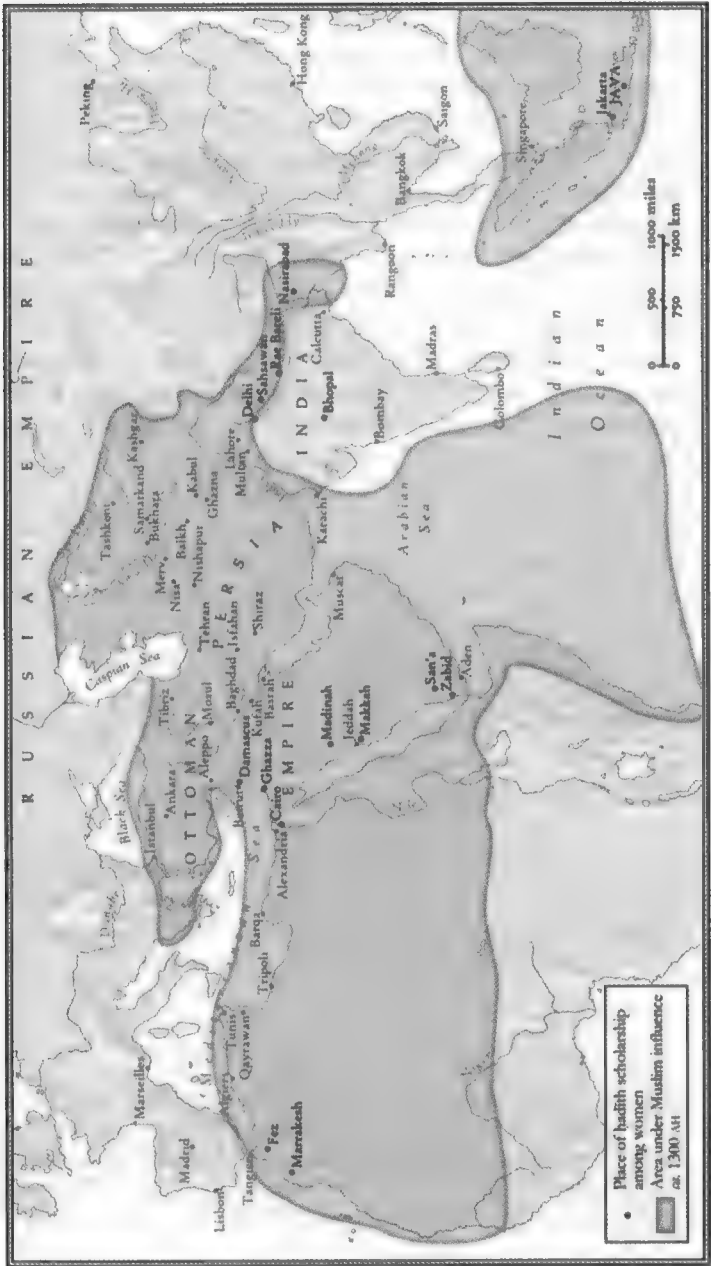 RUSSIAN EMPIRE
Peking
Hong Kong
Marseilles
Black Sea
Caspian Sea
Tashkent
Kashgar
Madrid
Istanbul
Ankara
Samarkand
Bukhara
Lisbon
OTTOMAN
EMPIRE
Tibriz
Merv
Nisa
Balkh
Kabul
Ghazna
Nishapur
Tehran
PERSIA
Isfahan
Shiraz
Mosul
Aleppo
Baghdad
Kufah
Basrah
Damascus
Beirut
Ghazza
Cairo
Alexandria
Sea
Barqa
Tripoli
Tunis
Qayrawan
Algiers
Tangier
Fez
Marrakesh
Lahore
Multan
Delhi
Sahsawan
Rae Bareli
Nasirabad
INDIA
Calcutta
Bhopal
Bombay
Karachi
Muscat
Madinah
Jeddah
Makkah
Arabian
Sea
San'a
Zabid
Aden
Madras
Colombo
Rangoon
Bangkok
Saigon
Singapore
Jakarta
JAVA
Indian
Ocean
0 500 1000 miles
0 750 1500 km
Place of hadith scholarship
among women
Area under Muslim influence
ca. 1300 AH